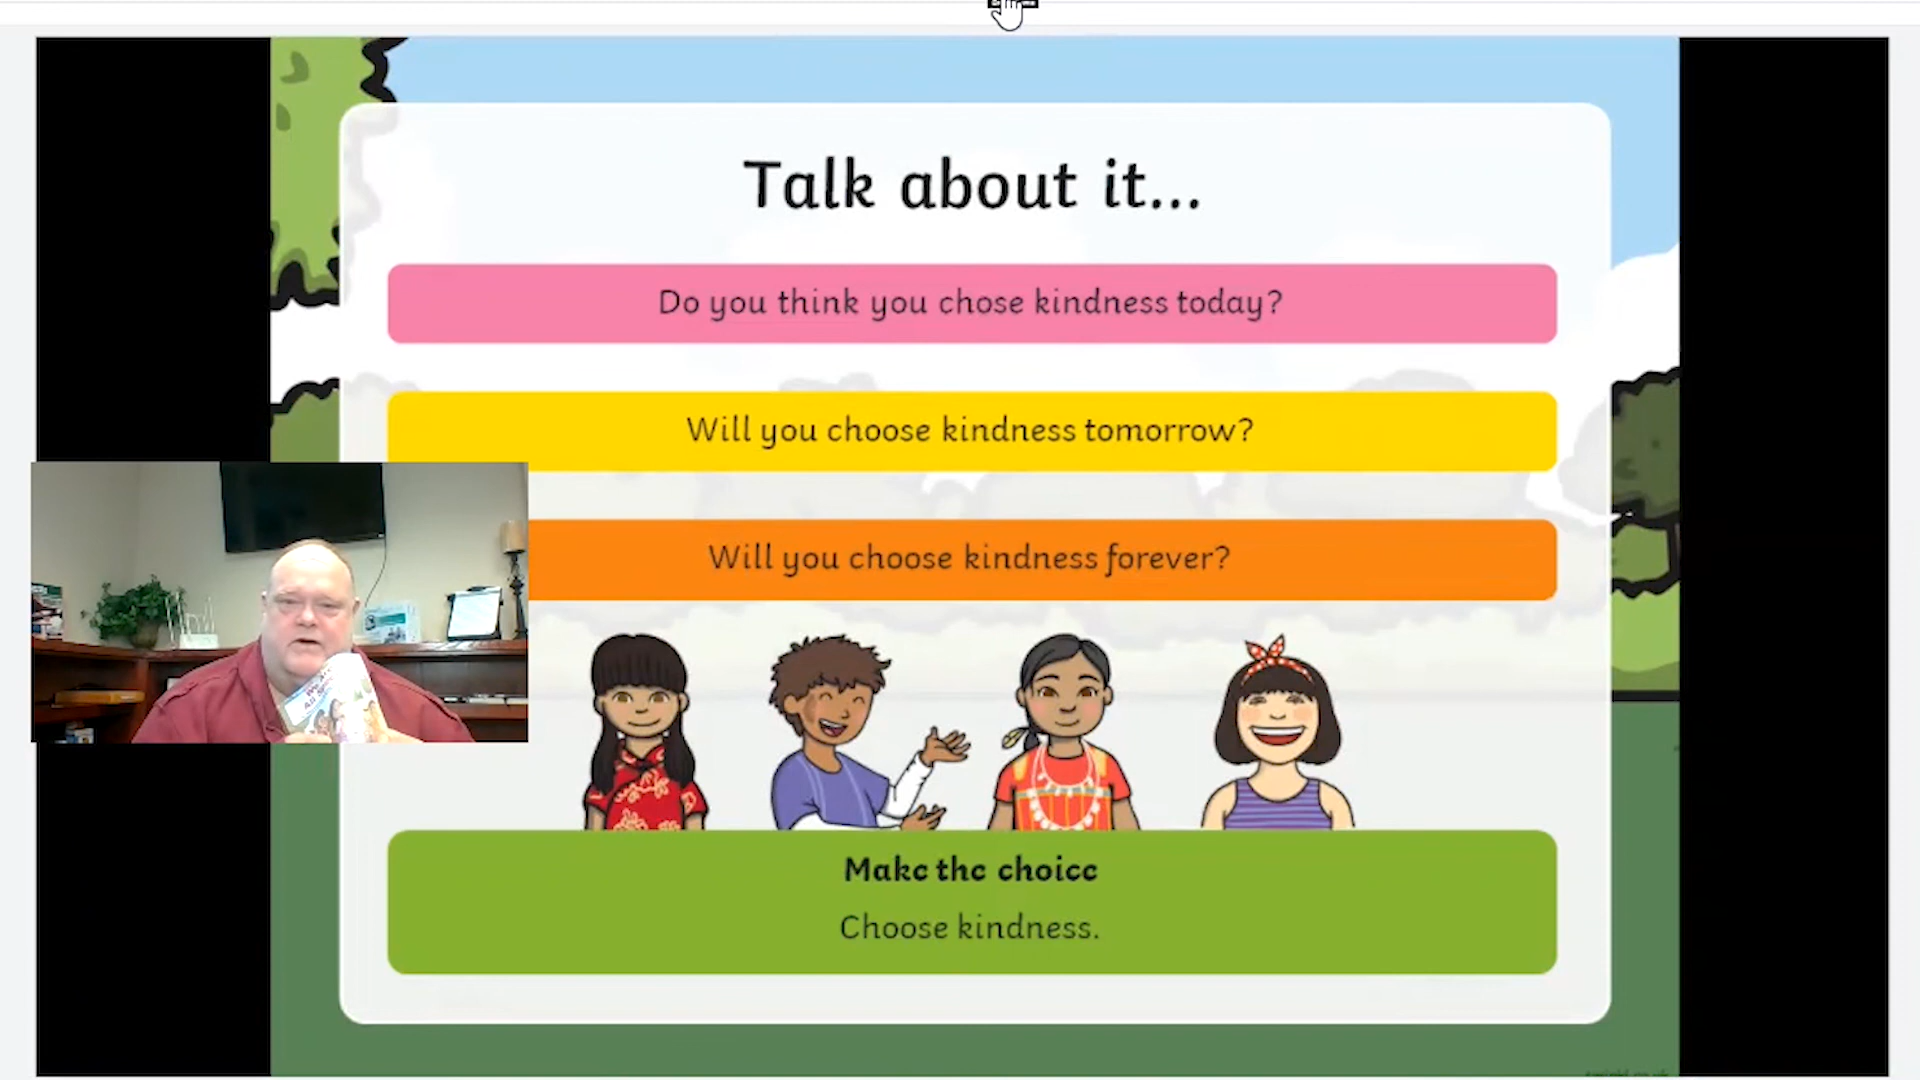 Talk about it...
Do you think you chose kindness today?
Will you choose kindness tomorrow?
Will you choose kindness forever?
Make the choice
Choose kindness.